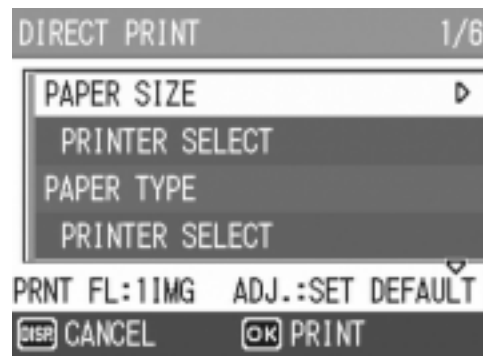 DIRECT PRINT 1/6
PAPER SIZE
PRINTER SELECT
PAPER TYPE
PRINTER SELECT
PRNT FL:1IMG ADJ.:SET DEFAULT
DISP. CANCEL OK PRINT